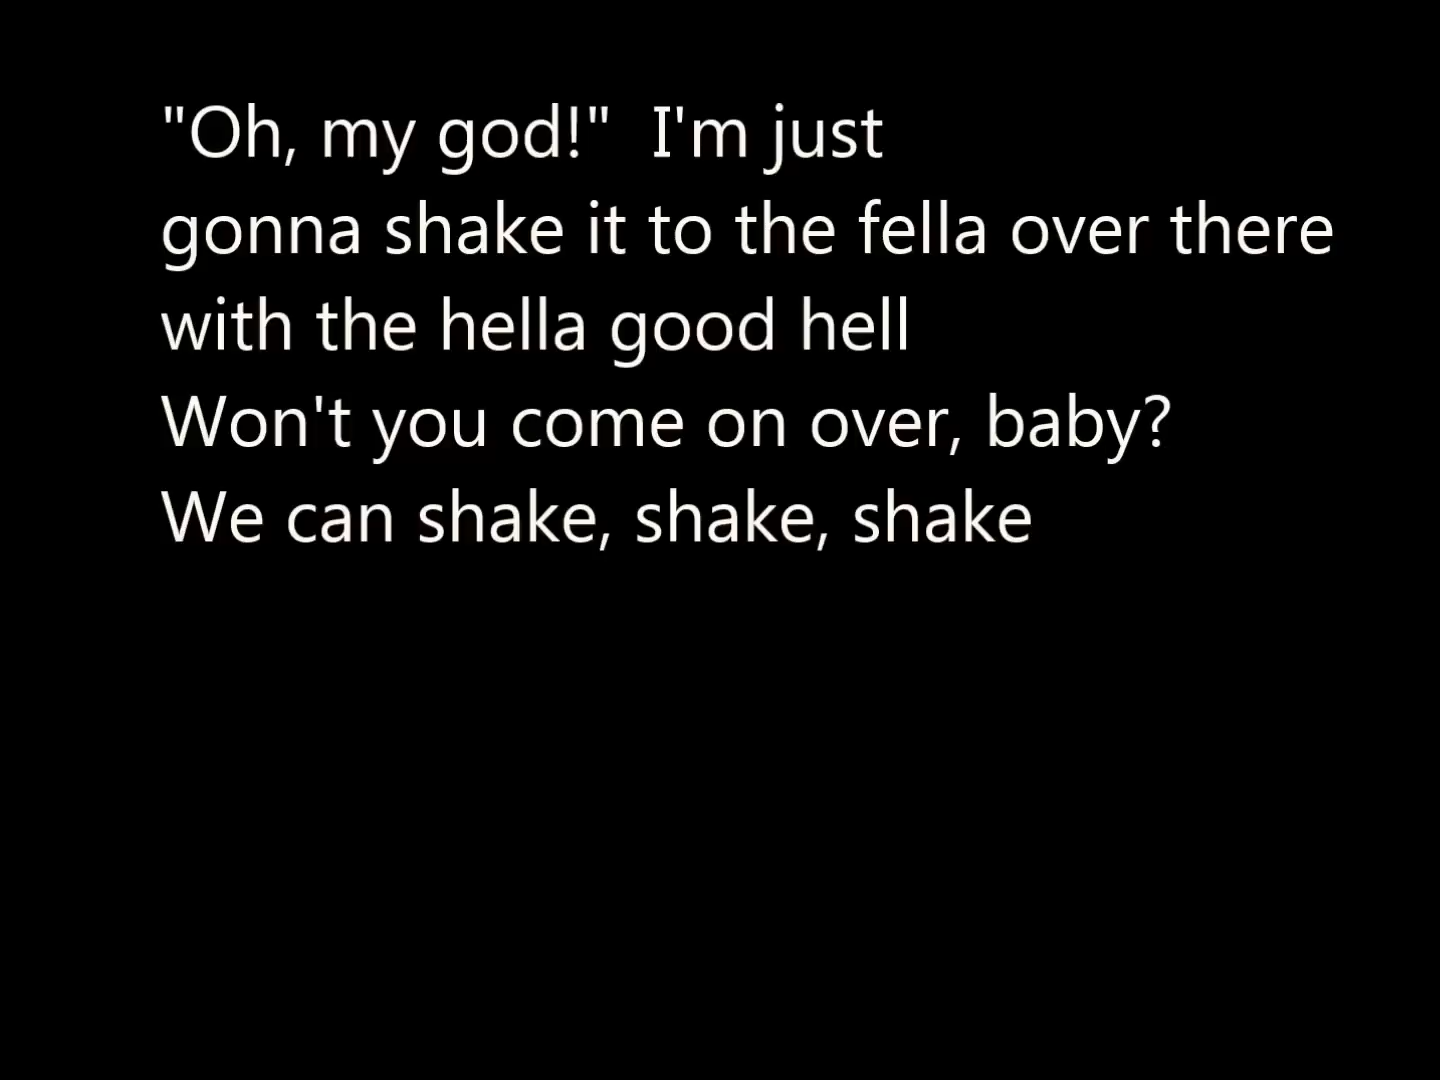 "Oh, my god!"  I'm just
gonna shake it to the fella over there
with the hella good hell
Won't you come on over, baby?
We can shake, shake, shake